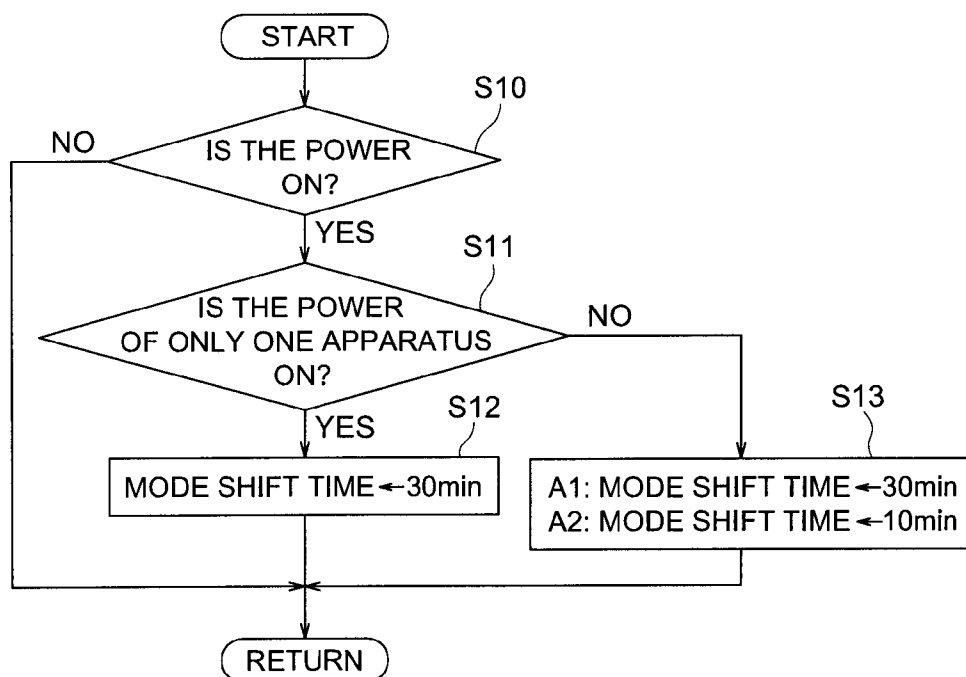 START
S10
NO
IS THE POWER
ON?
YES
S11
IS THE POWER
OF ONLY ONE APPARATUS
ON?
NO
YES
S12
S13
MODE SHIFT TIME←30min
A1: MODE SHIFT TIME←30min
A2: MODE SHIFT TIME←10min
RETURN